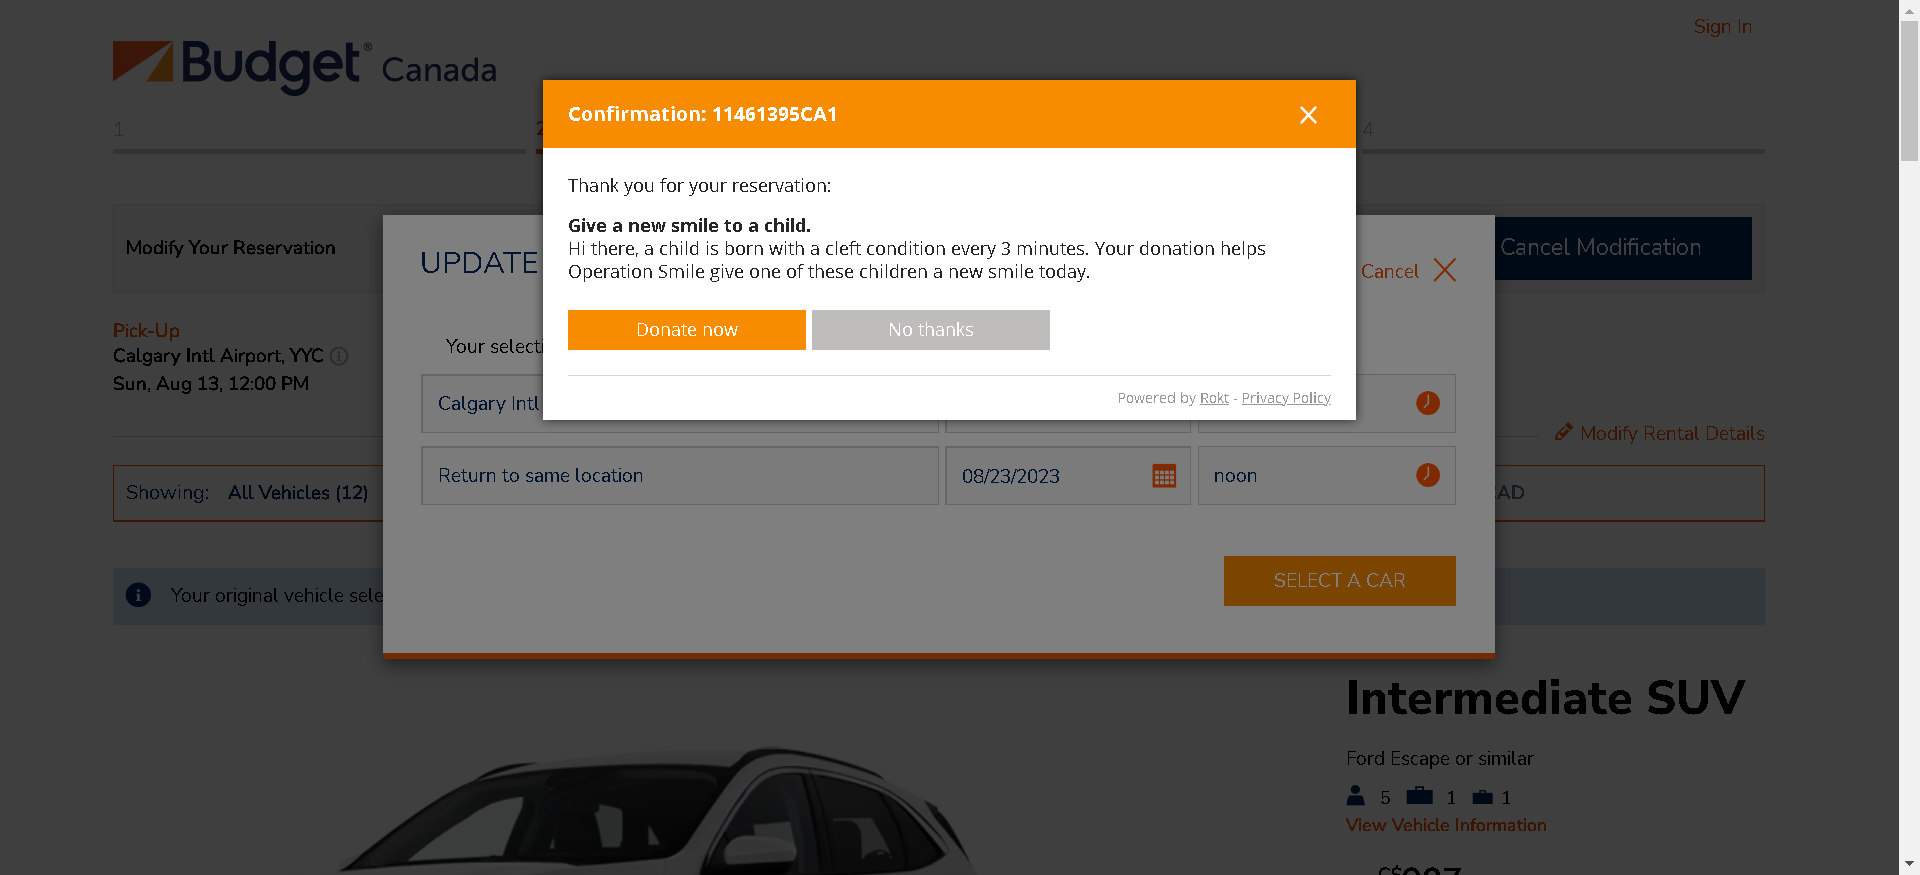 Sign In
Budget® Canada
1
2
4
Confirmation: 11461395CA1
Thank you for your reservation:
Give a new smile to a child.
Hi there, a child is born with a cleft condition every 3 minutes. Your donation helps
Operation Smile give one of these children a new smile today.
Donate now
No thanks
Powered by Rokt - Privacy Policy
Modify Your Reservation
UPDATE
Cancel
Cancel Modification
Pick-Up
Calgary Intl Airport, YYC
Sun, Aug 13, 12:00 PM
Your selecti
Calgary Intl
Modify Rental Details
Return to same location
08/23/2023
noon
Showing: All Vehicles (12)
CAD
Your original vehicle sele
SELECT A CAR
Intermediate SUV
Ford Escape or similar
5 1 1
View Vehicle Information